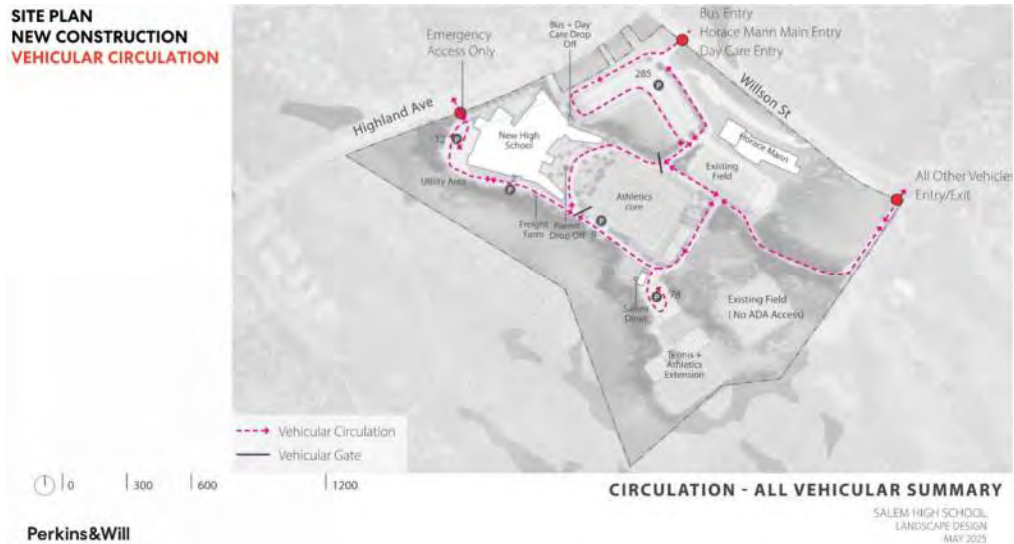 SITE PLAN
NEW CONSTRUCTION
VEHICULAR CIRCULATION
Emergency
Access Only
Bus + Day
Care Drop
Off
Bus Entry
Horace Mann Main Entry
Day Care Entry
Highland Ave
Willson St
285
P
12
P
New High
School
Horace Mann
Existing
Field
All Other Vehicles
Entry/Exit
Utility Area
P
Athletics
core
Freight
Farm
Parent
Drop Off
P
9
Salem
Diner
P
78
Existing Field
(No ADA Access)
Tennis +
Athletics
Extension
Vehicular Circulation
Vehicular Gate
0 300 600 1200
CIRCULATION - ALL VEHICULAR SUMMARY
SALEM HIGH SCHOOL
LANDSCAPE DESIGN
MAY 2025
Perkins&Will